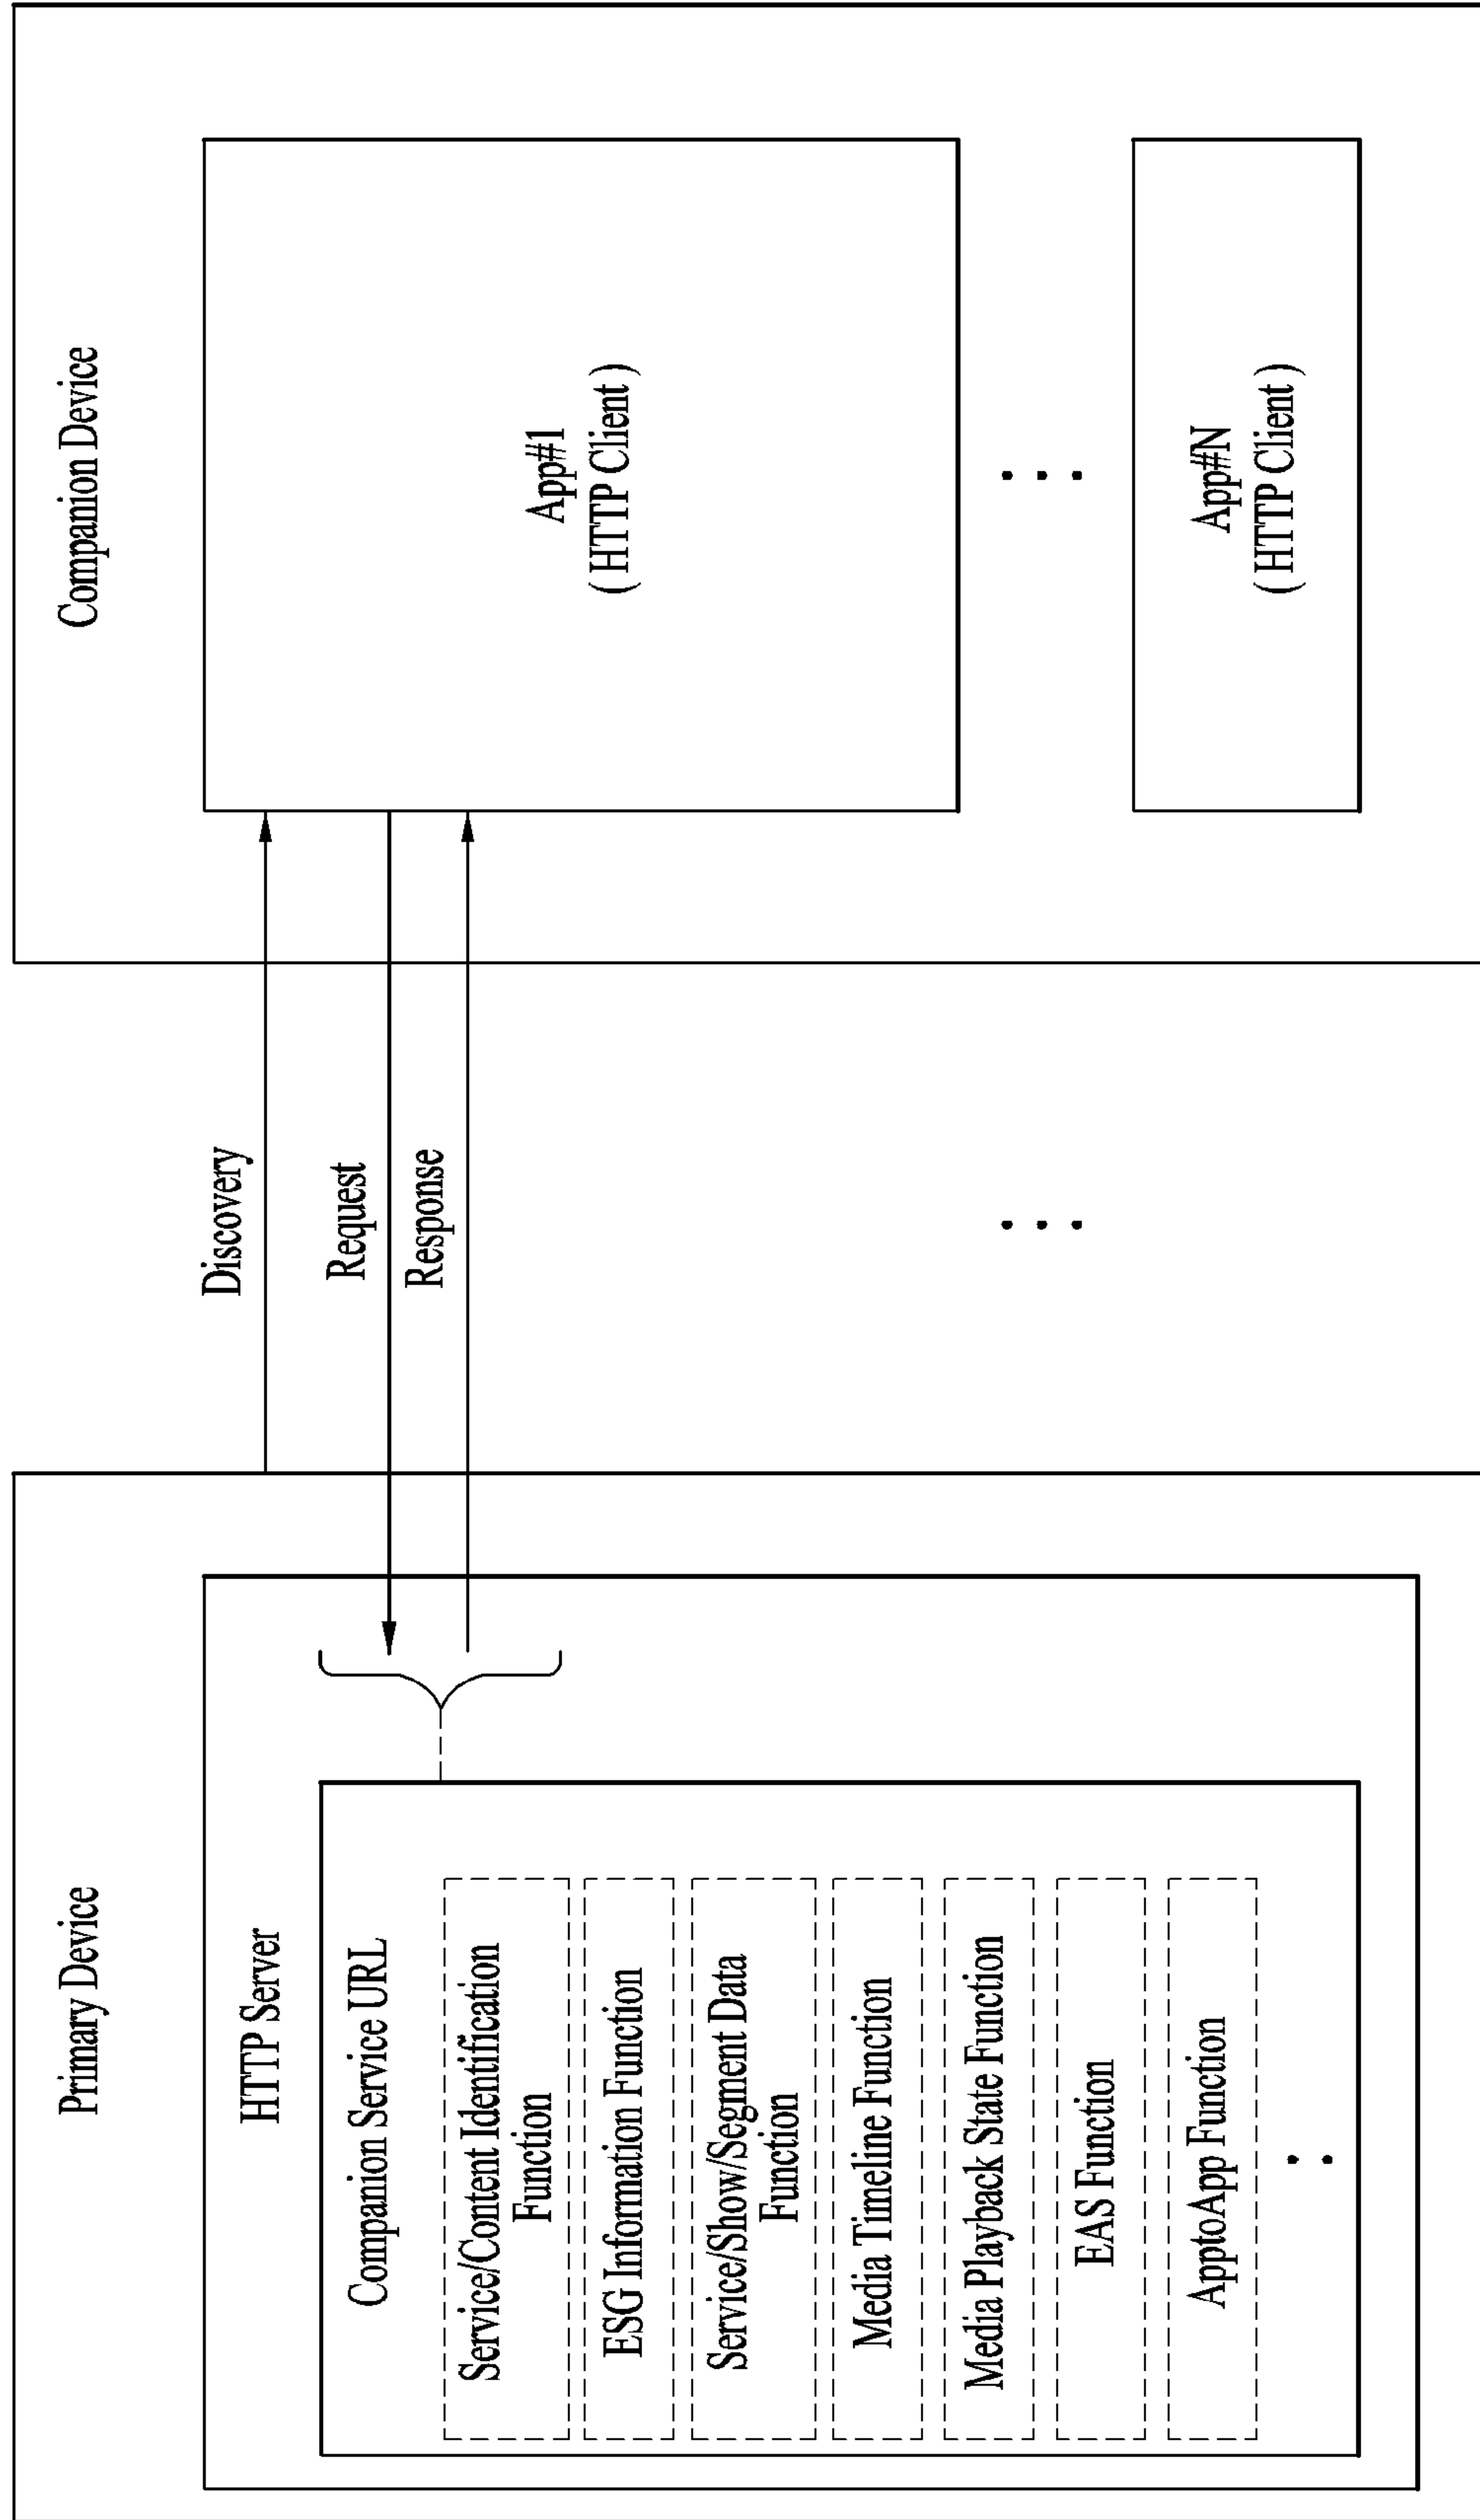 Primary Device
HTTP Server
Companion Service URL
Service/Content Identification
Function
ESG Information Function
Service/Show/Segment Data
Function
Media Timeline Function
Media Playback State Function
EAS Function
ApptoApp Function
Discovery
Request
Response
Companion Device
App#1
( HTTP Client )
App#N
( HTTP Client )